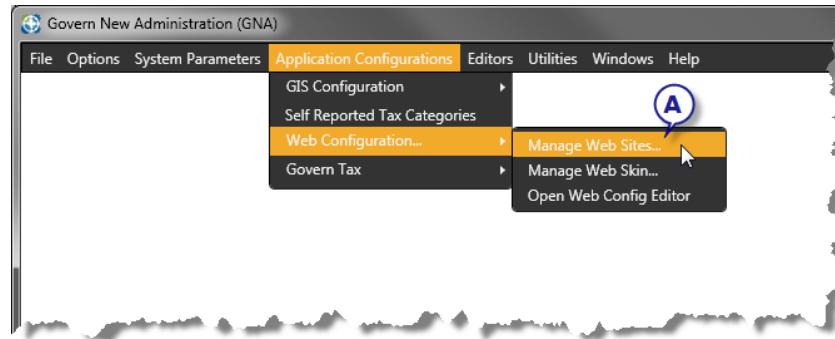 Govern New Administration (GNA)
File Options System Parameters Application Configurations Editors Utilities Windows Help
GIS Configuration
Self Reported Tax Categories
A
Web Configuration...
Manage Web Sites...
Govern Tax
Manage Web Skin...
Open Web Config Editor